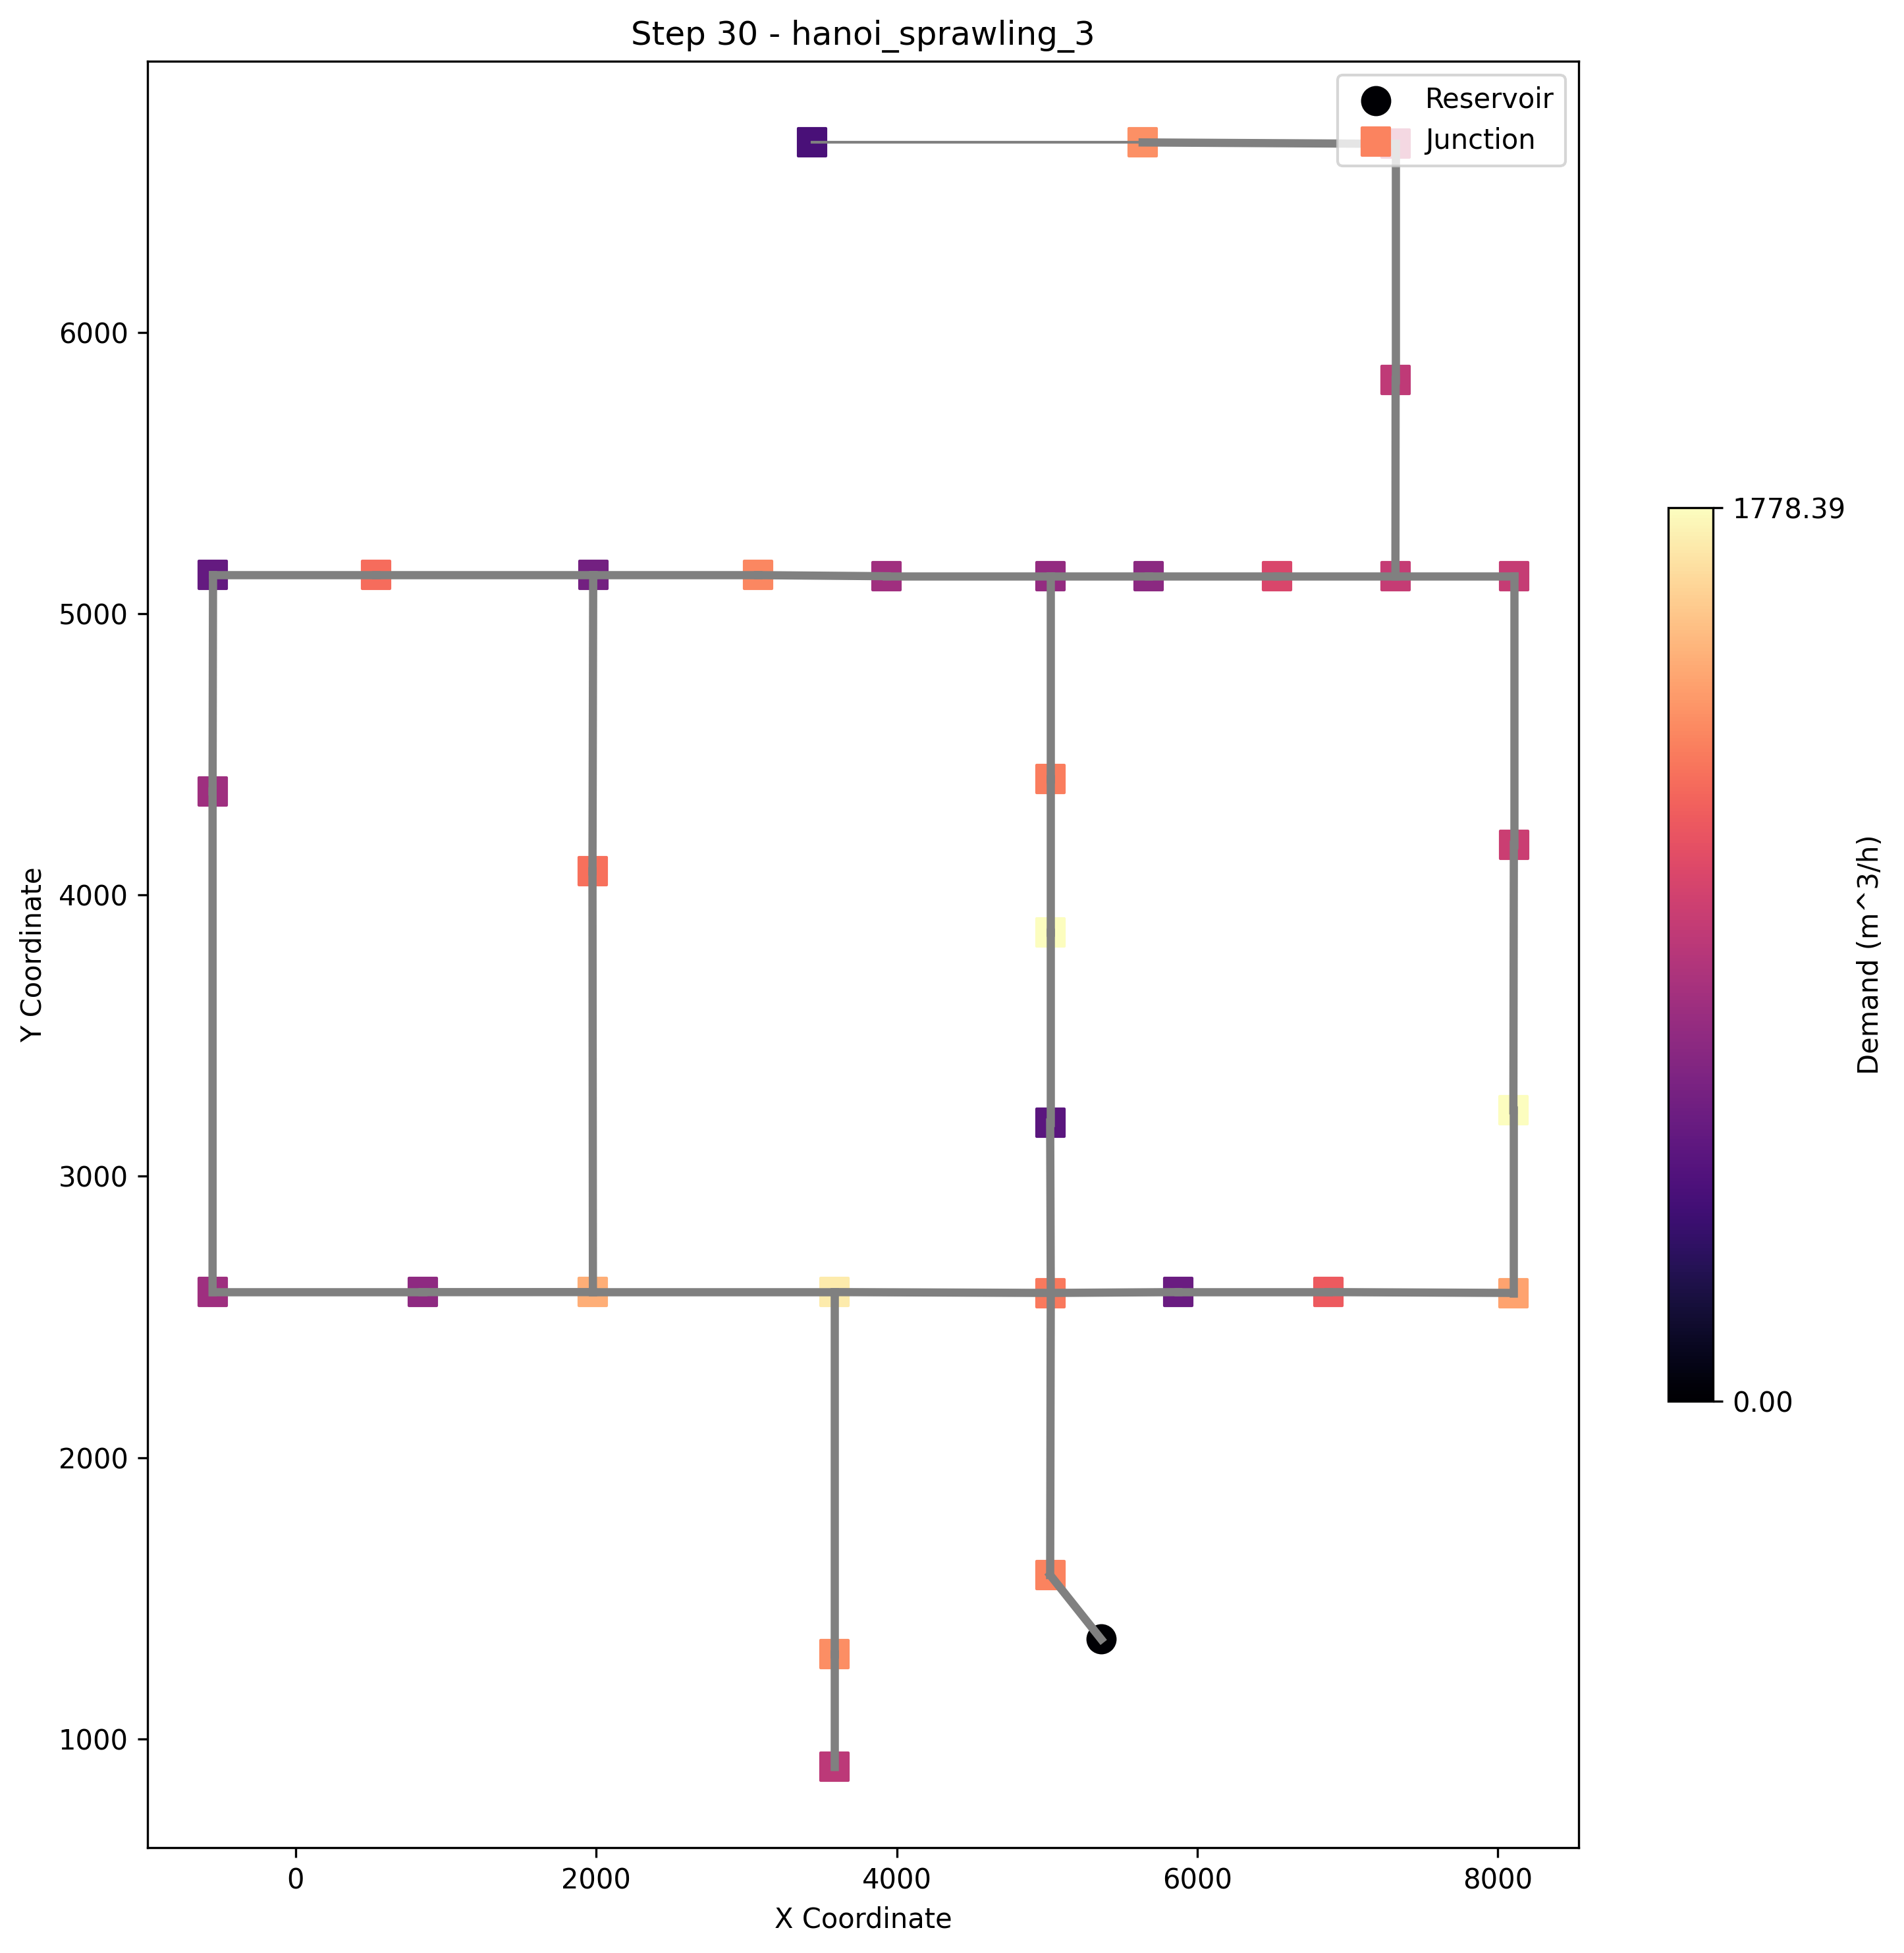 Step 30 - hanoi_sprawling_3
Reservoir
Junction
6000
5000
4000
3000
2000
1000
Y Coordinate
0 2000 4000 6000 8000
X Coordinate
1778.39
0.00
Demand (m^3/h)